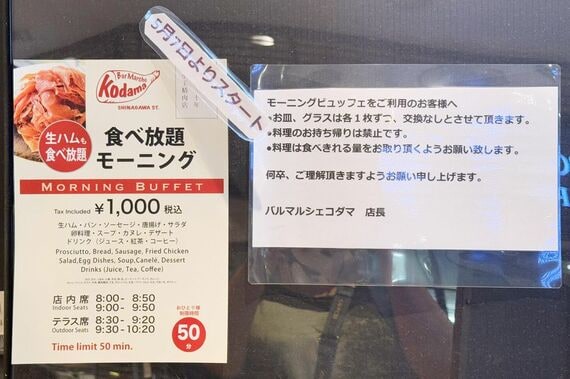 5月7日よりスタート
Bar Marche
Kodama
SHINAGAWA ST.
生ハムも
食べ放題
食べ放題
モーニング
MORNING BUFFET
Tax Included ¥1,000 税込
生ハム・パン・ソーセージ・唐揚げ・サラダ
卵料理・スープ・カヌレ・デザート
ドリンク（ジュース・紅茶・コーヒー）
Prosciutto, Bread, Sausage, Fried Chicken
Salad,Egg Dishes, Soup,Canelé, Dessert
Drinks (Juice, Tea, Coffee)
店内席 8:00 - 8:50
Indoor Seats 9:00 - 9:50
テラス席 8:30 - 9:20
Outdoor Seats 9:30 - 10:20
おひとり様
制限時間
50
分
Time limit 50 min.
モーニングビュッフェをご利用のお客様へ
●お皿、グラスは各1枚ずつ、交換なしとさせて頂きます。
●料理のお持ち帰りは禁止です。
●料理は食べきれる量をお取り頂くようお願い致します。
何卒、ご理解頂きますようお願い申し上げます。
バルマルシェコダマ 店長